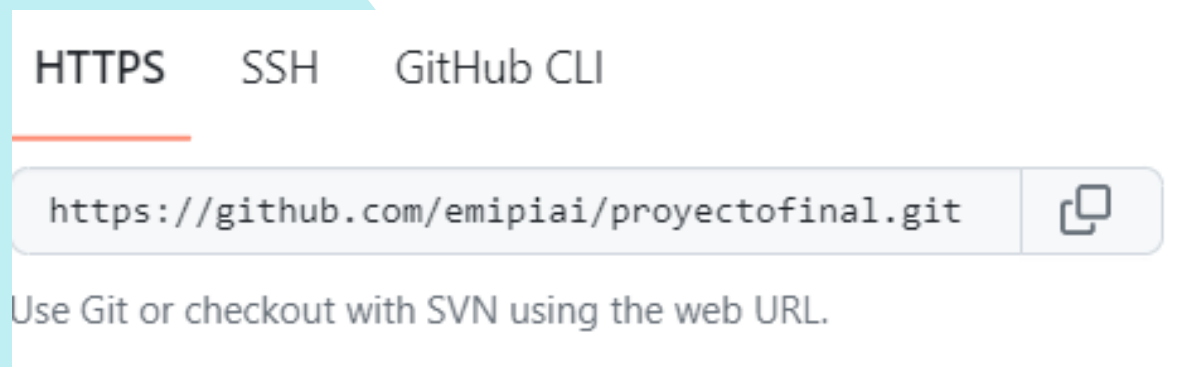 HTTPS SSH GitHub CLI
https://github.com/emipiai/proyectofinal.git
Use Git or checkout with SVN using the web URL.